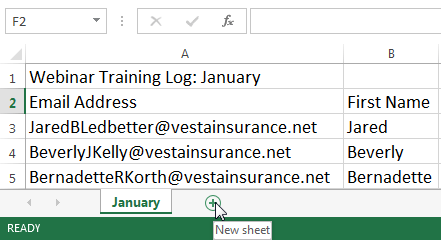 F2
fx
A B
1 Webinar Training Log: January
2 Email Address First Name
3 JaredBLedbetter@vestainsurance.net Jared
4 BeverlyJKelly@vestainsurance.net Beverly
5 BernadetteRKorth@vestainsurance.net Bernadette
January
New sheet
READY